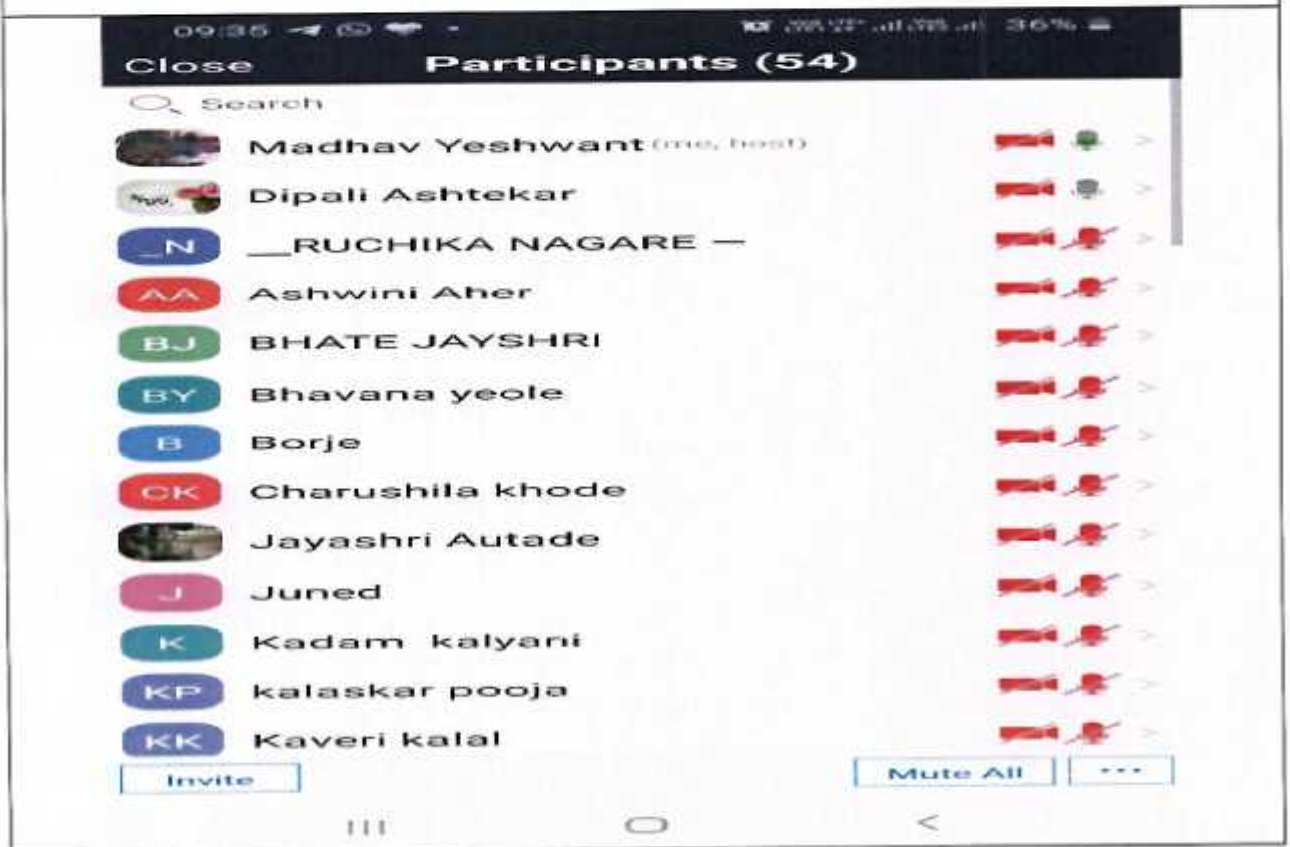 09:35 36%
Close Participants (54)
Search
Madhav Yeshwant (me, host)
Dipali Ashtekar
_N __RUCHIKA NAGARE —
AA Ashwini Aher
BJ BHATE JAYSHRI
BY Bhavana yeole
B Borje
CK Charushila khode
Jayashri Autade
J Juned
K Kadam kalyani
KP kalaskar pooja
KK Kaveri kalal
Invite Mute All ...